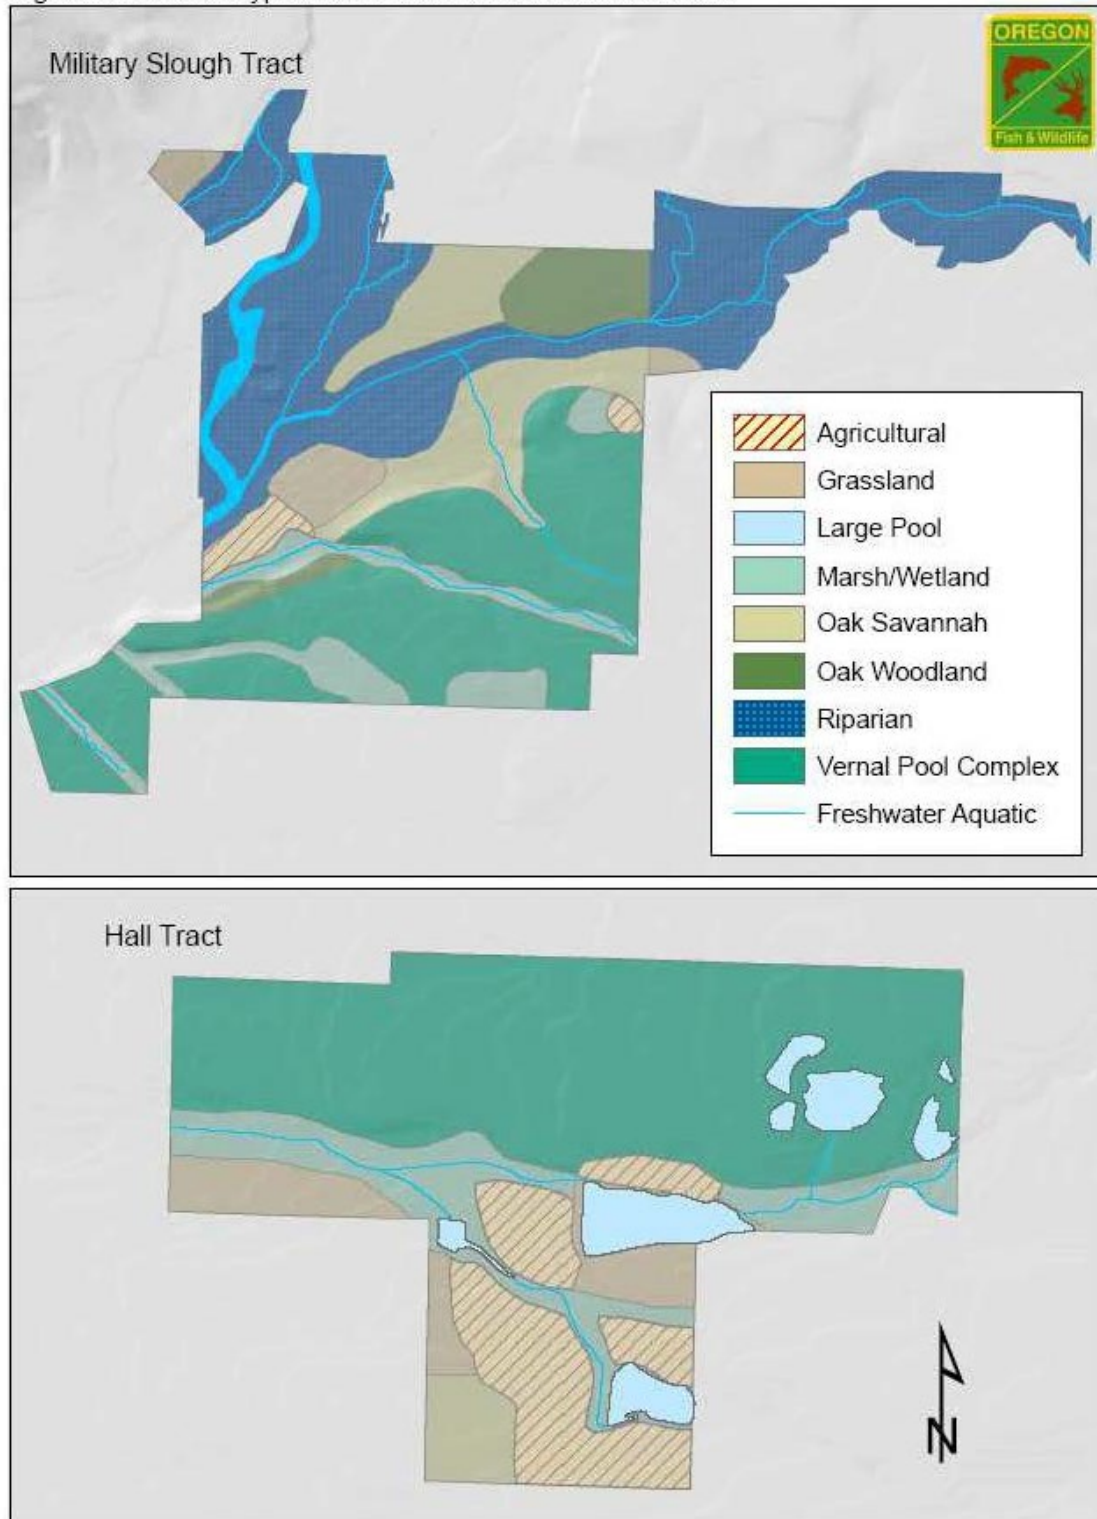 Military Slough Tract
OREGON
Fish & Wildlife
Agricultural
Grassland
Large Pool
Marsh/Wetland
Oak Savannah
Oak Woodland
Riparian
Vernal Pool Complex
Freshwater Aquatic
Hall Tract
N